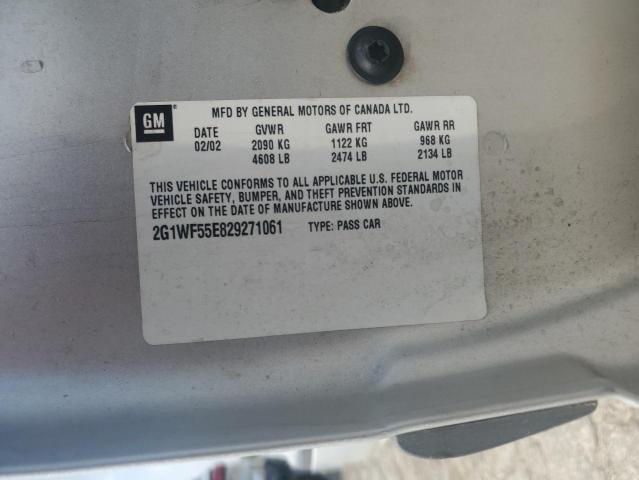 GM
MFD BY GENERAL MOTORS OF CANADA LTD.
DATE GVWR GAWR FRT GAWR RR
02/02 2090 KG 1122 KG 968 KG
4608 LB 2474 LB 2134 LB
THIS VEHICLE CONFORMS TO ALL APPLICABLE U.S. FEDERAL MOTOR
VEHICLE SAFETY, BUMPER, AND THEFT PREVENTION STANDARDS IN
EFFECT ON THE DATE OF MANUFACTURE SHOWN ABOVE.
2G1WF55E829271061 TYPE: PASS CAR